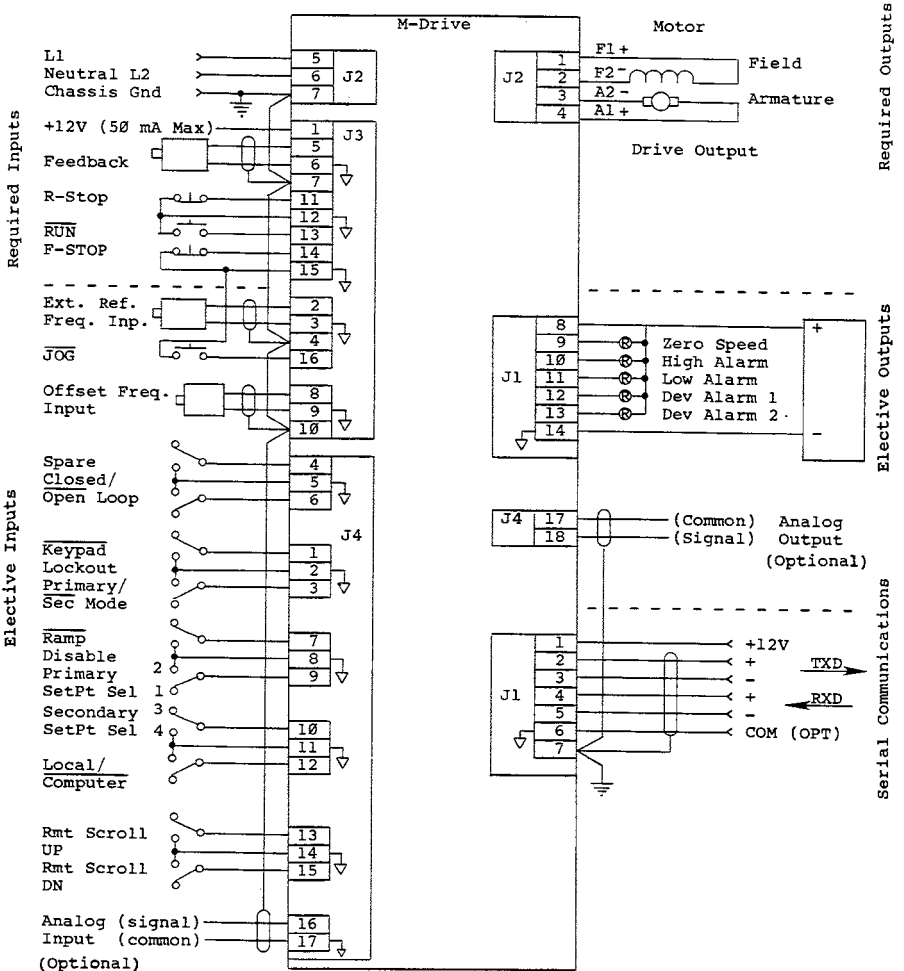 M-Drive
Required Inputs
L1
Neutral L2
Chassis Gnd
5
6
7
J2
+12V (5Ø mA Max)
Feedback
R-Stop
RUN
F-STOP
1
5
6
7
11
12
13
14
15
J3
Ext. Ref.
Freq. Inp.
JOG
2
3
4
16
Offset Freq.
Input
8
9
1Ø
Elective Inputs
Spare
Closed/
Open Loop
4
5
6
J4
Keypad
Lockout
Primary/
Sec Mode
1
2
3
Ramp
Disable
Primary 2
SetPt Sel 1
7
8
9
Secondary 3
SetPt Sel 4
Local/
Computer
1Ø
11
12
Rmt Scroll
UP
Rmt Scroll
DN
13
14
15
Analog (signal)
Input (common)
(Optional)
16
17
Motor
Required Outputs
J2
1
2
3
4
F1+
F2-
A2-
A1+
Field
Armature
Drive Output
Elective Outputs
J1
8
9
1Ø
11
12
13
14
R
R
R
R
R
Zero Speed
High Alarm
Low Alarm
Dev Alarm 1
Dev Alarm 2
+
-
J4
17
18
(Common)
(Signal)
Analog
Output
(Optional)
Serial Communications
J1
1
2
3
4
5
6
7
+12V
+
-
+
-
COM (OPT)
TXD
RXD